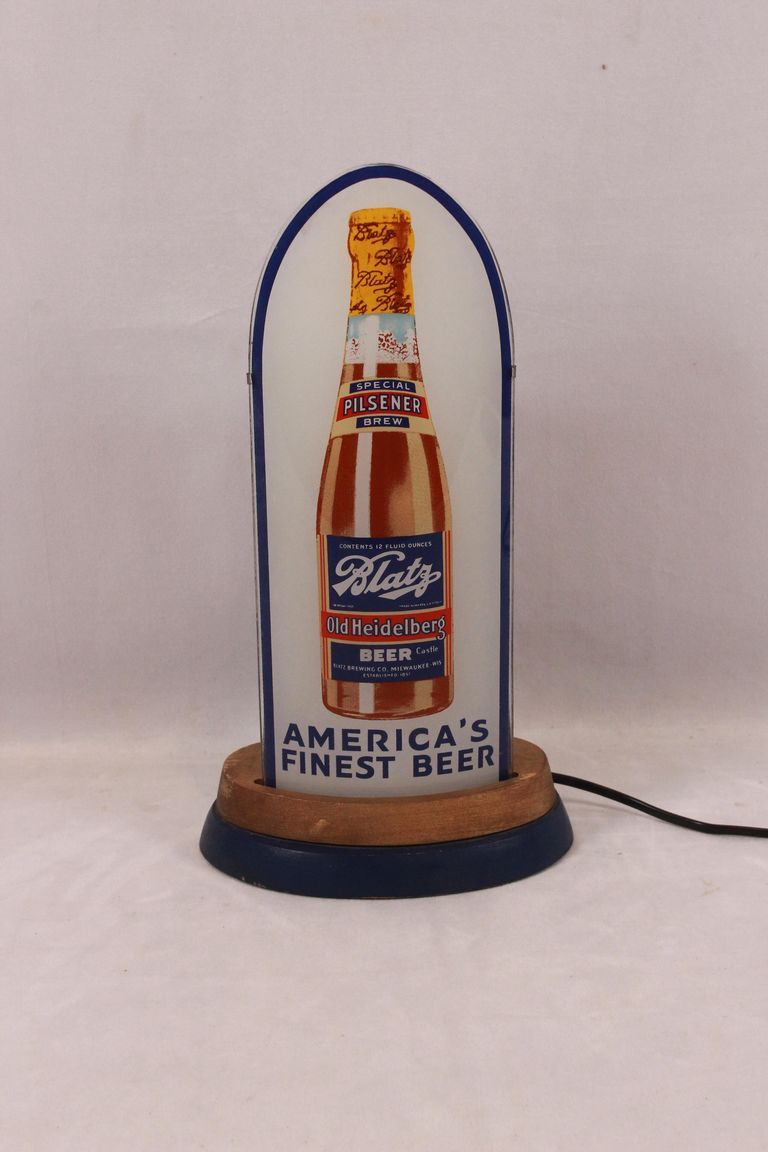 Blatz
Blatz
Blatz
Blatz
SPECIAL
PILSENER
BREW
CONTENTS 12 FLUID OUNCES
Blatz
Old Heidelberg
BEER Castle
BLATZ BREWING CO. MILWAUKEE-WIS
ESTABLISHED 1851
AMERICA'S
FINEST BEER